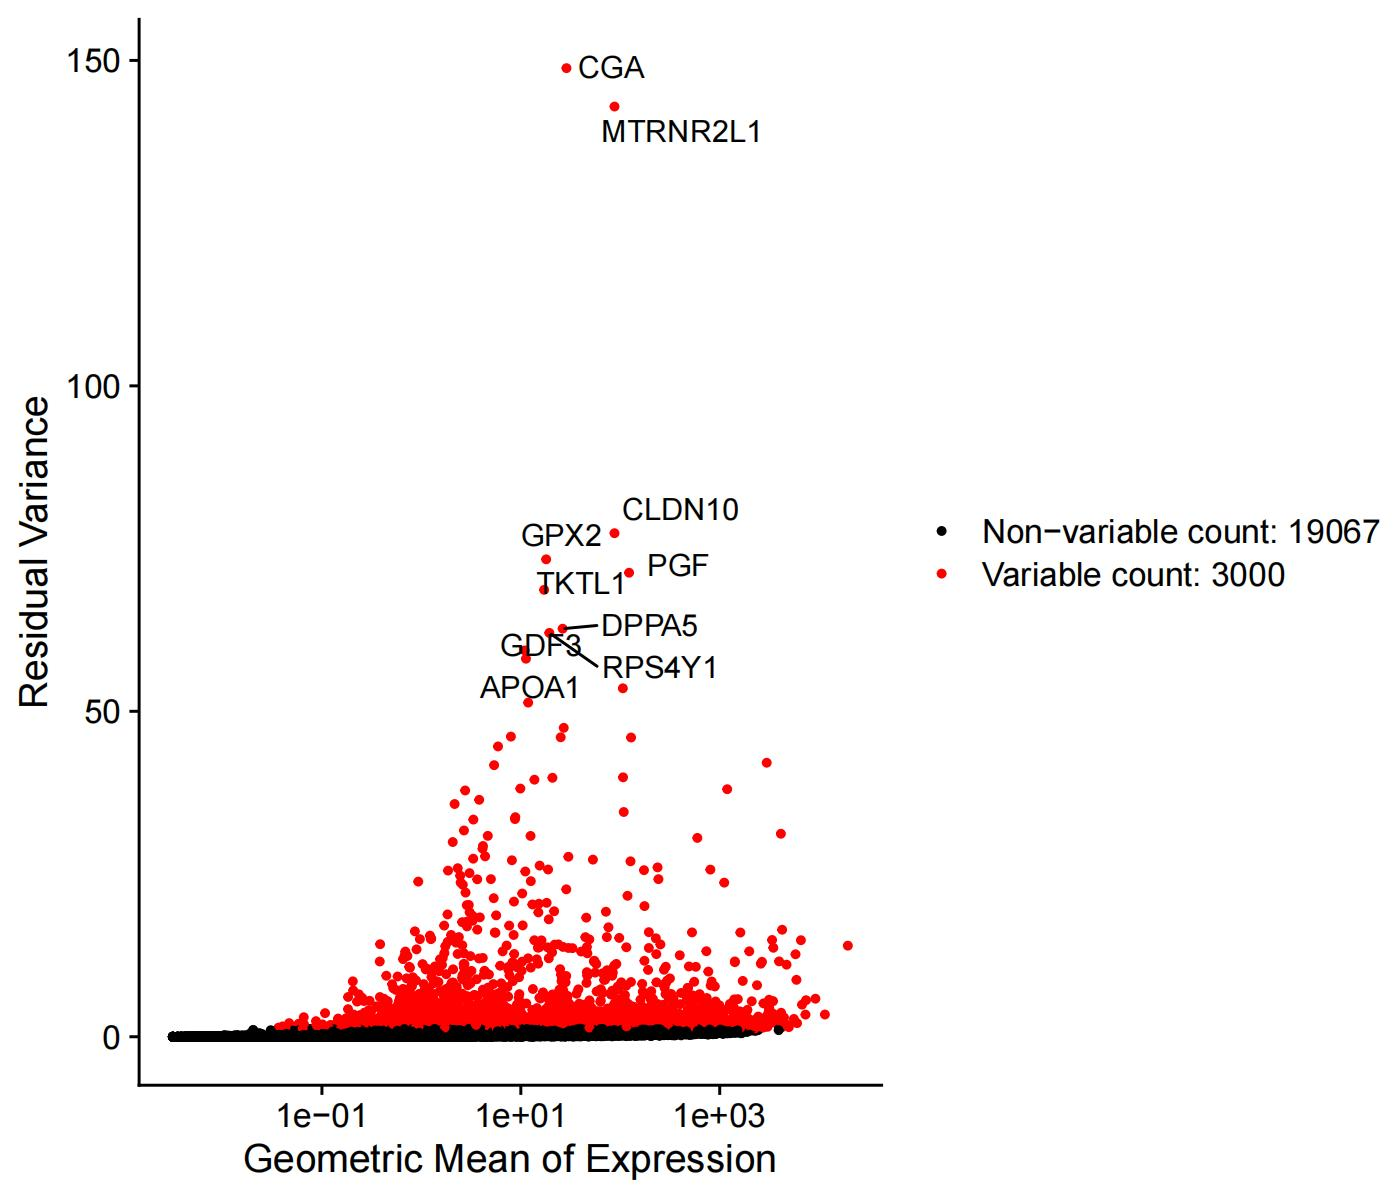 150
CGA
MTRNR2L1
100
Residual Variance
CLDN10
GPX2
PGF
TKTL1
DPPA5
GDF3
RPS4Y1
APOA1
50
0
Non−variable count: 19067
Variable count: 3000
1e−01
1e+01
1e+03
Geometric Mean of Expression